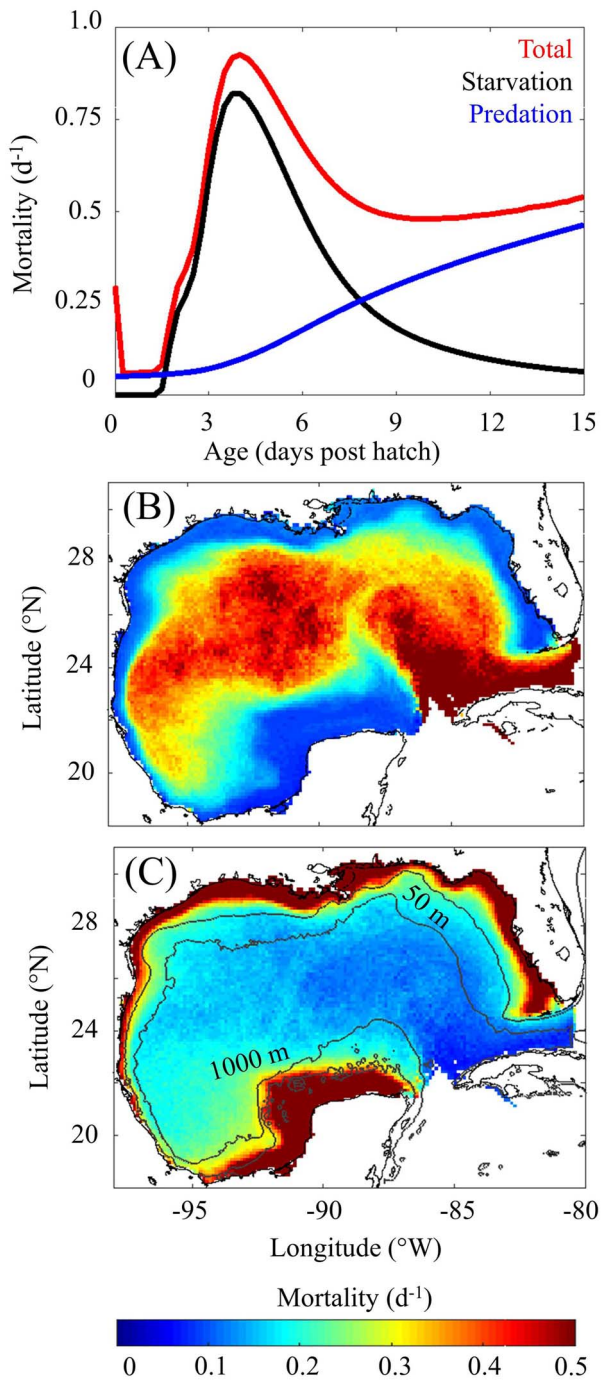 (A)
Total
Starvation
Predation
1.0
0.75
0.5
0.25
0
Mortality (d⁻¹)
0 3 6 9 12 15
Age (days post hatch)
(B)
28
24
20
Latitude (°N)
(C)
50 m
1000 m
28
24
20
Latitude (°N)
-95 -90 -85 -80
Longitude (°W)
Mortality (d⁻¹)
0 0.1 0.2 0.3 0.4 0.5